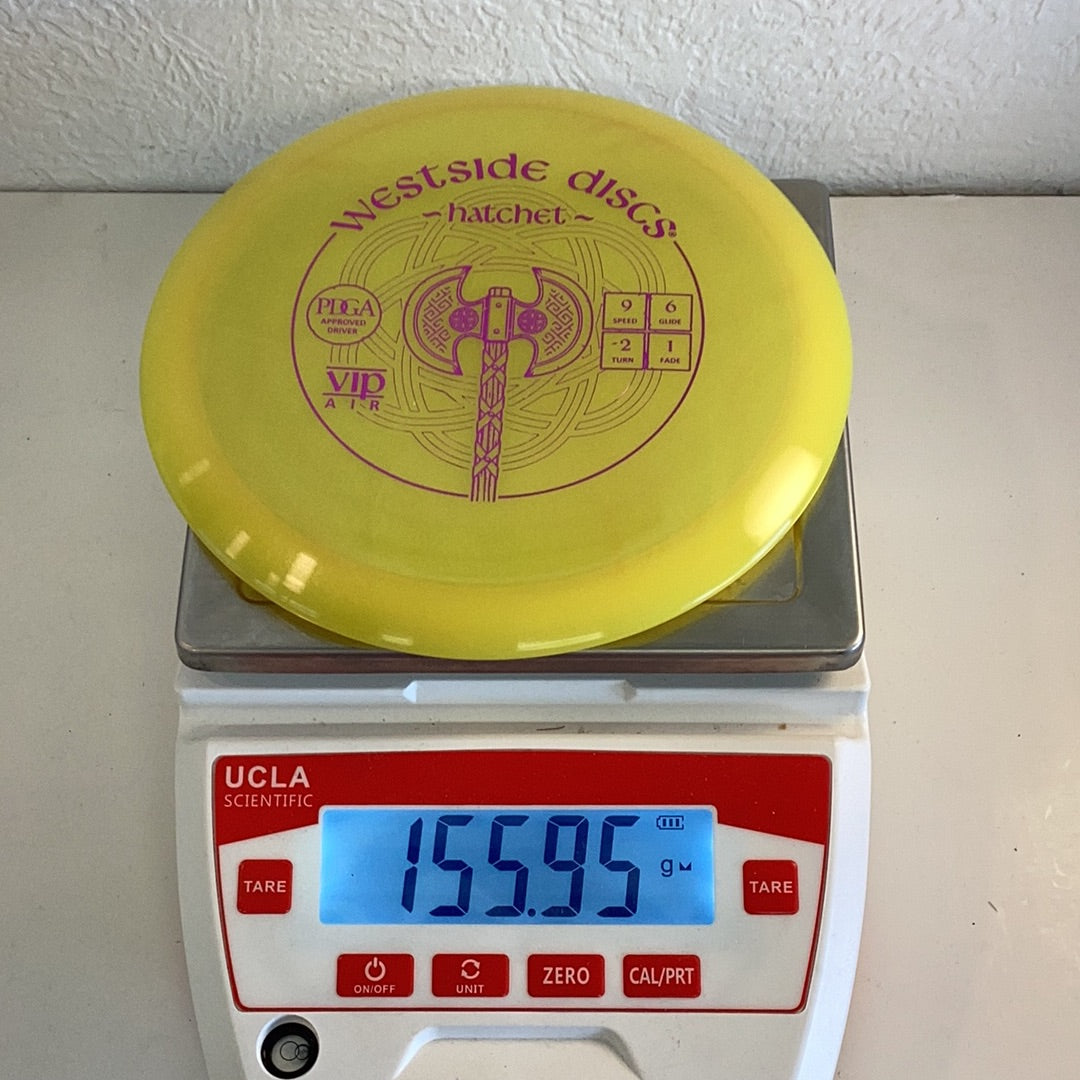 westside discs®
~hatchet~
PDGA
APPROVED
DRIVER
9 6
SPEED GLIDE
-2 1
TURN FADE
VIP
AIR
UCLA
SCIENTIFIC
155.95 g
TARE
TARE
ON/OFF
UNIT
ZERO
CAL/PRT